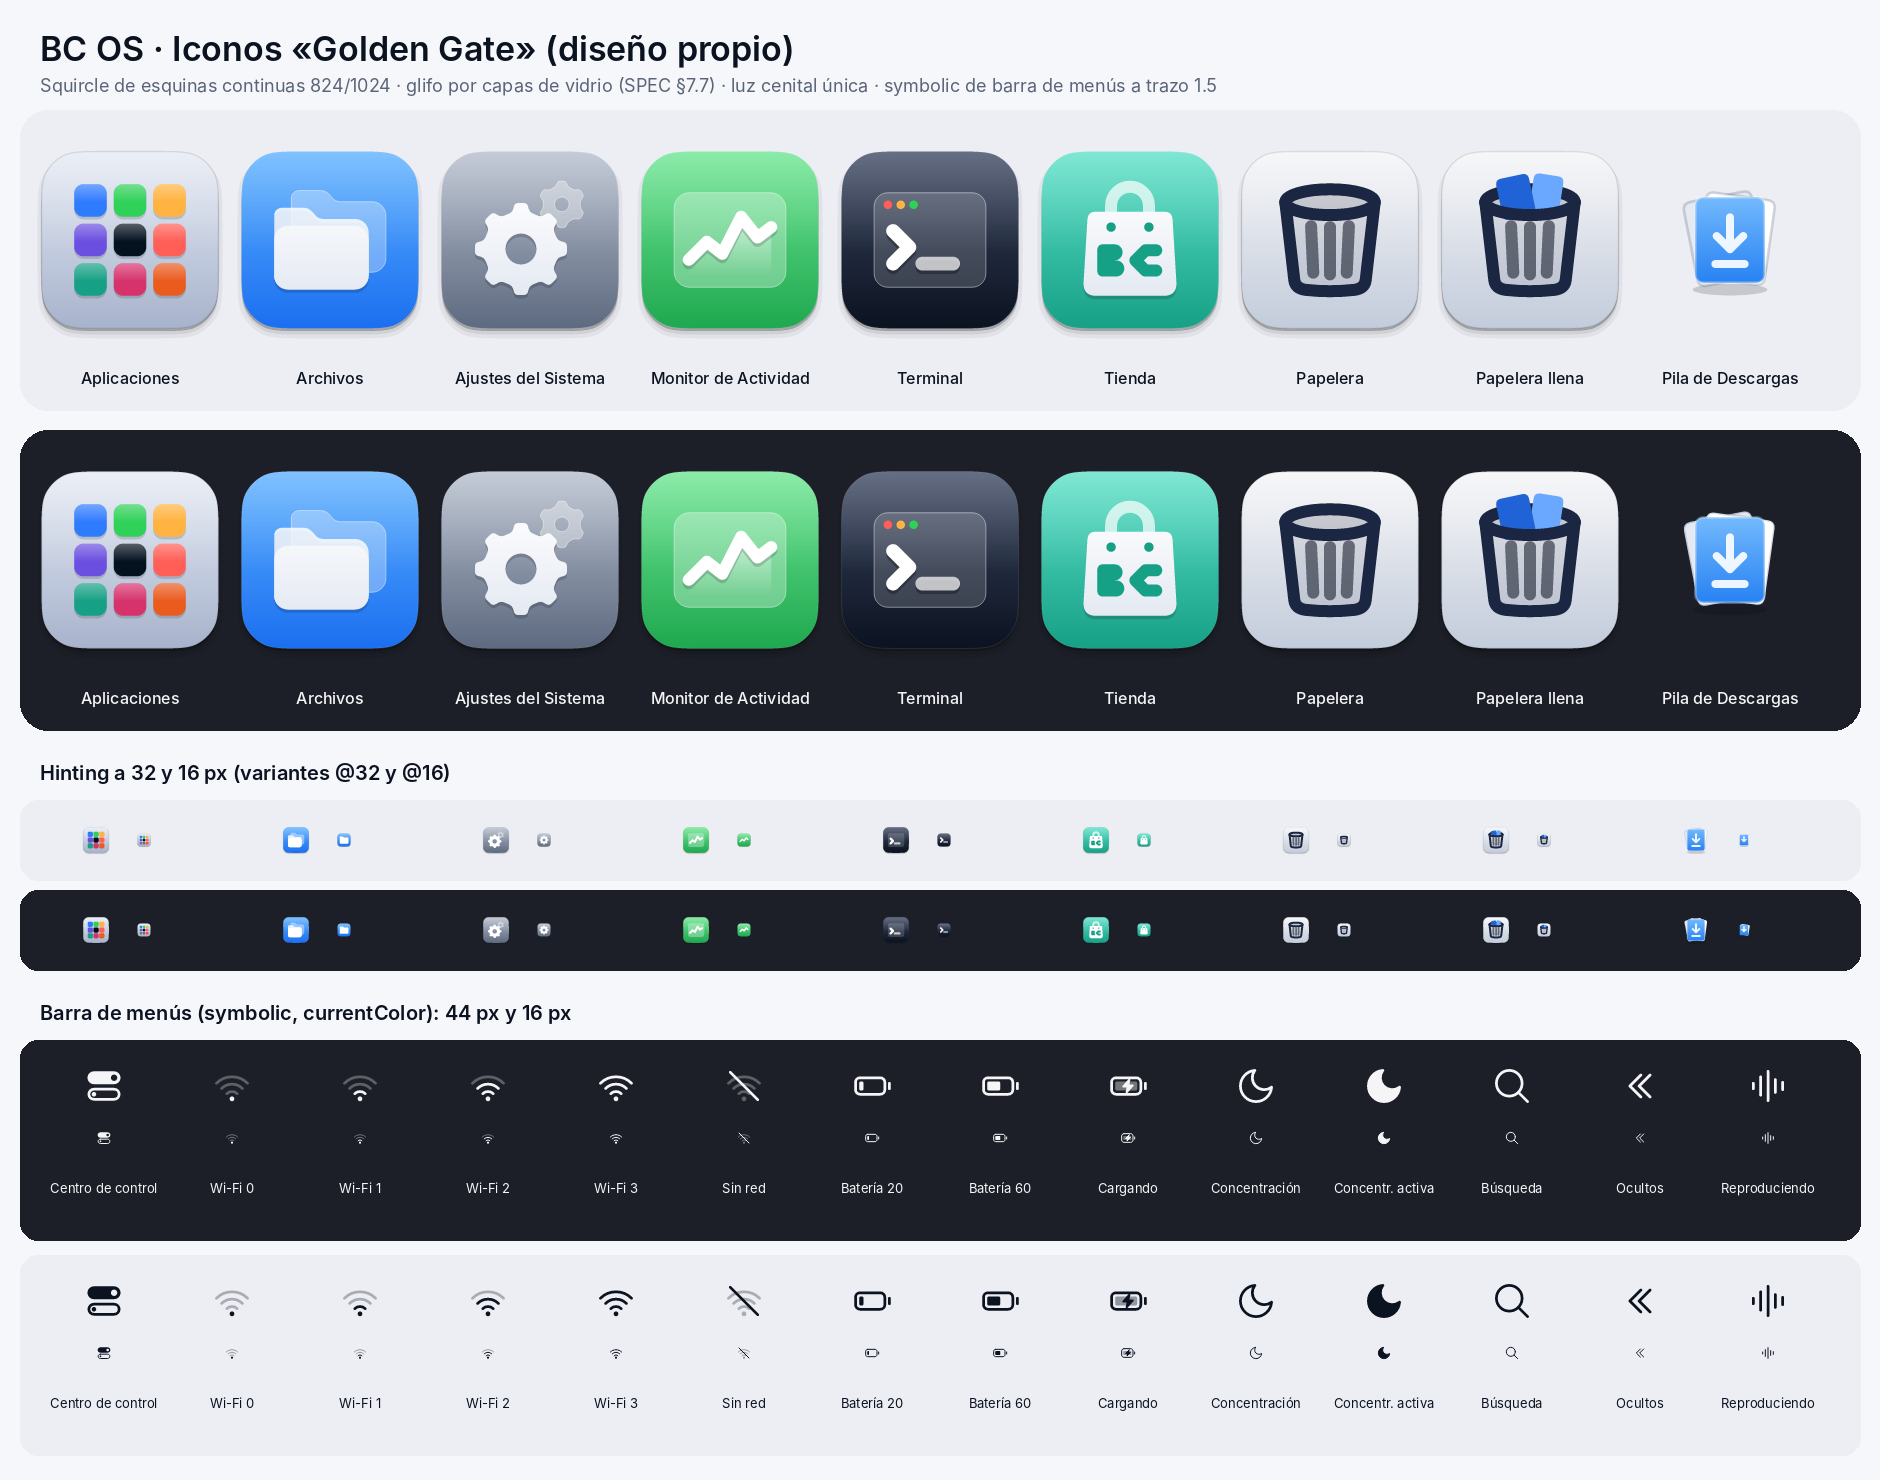 BC OS · Iconos «Golden Gate» (diseño propio)
Squircle de esquinas continuas 824/1024 · glifo por capas de vidrio (SPEC §7.7) · luz cenital única · symbolic de barra de menús a trazo 1.5
BC
Aplicaciones Archivos Ajustes del Sistema Monitor de Actividad Terminal Tienda Papelera Papelera llena Pila de Descargas
BC
Aplicaciones Archivos Ajustes del Sistema Monitor de Actividad Terminal Tienda Papelera Papelera llena Pila de Descargas
Hinting a 32 y 16 px (variantes @32 y @16)
BC
BC
Barra de menús (symbolic, currentColor): 44 px y 16 px
Centro de control Wi-Fi 0 Wi-Fi 1 Wi-Fi 2 Wi-Fi 3 Sin red Batería 20 Batería 60 Cargando Concentración Concentr. activa Búsqueda Ocultos Reproduciendo
Centro de control Wi-Fi 0 Wi-Fi 1 Wi-Fi 2 Wi-Fi 3 Sin red Batería 20 Batería 60 Cargando Concentración Concentr. activa Búsqueda Ocultos Reproduciendo